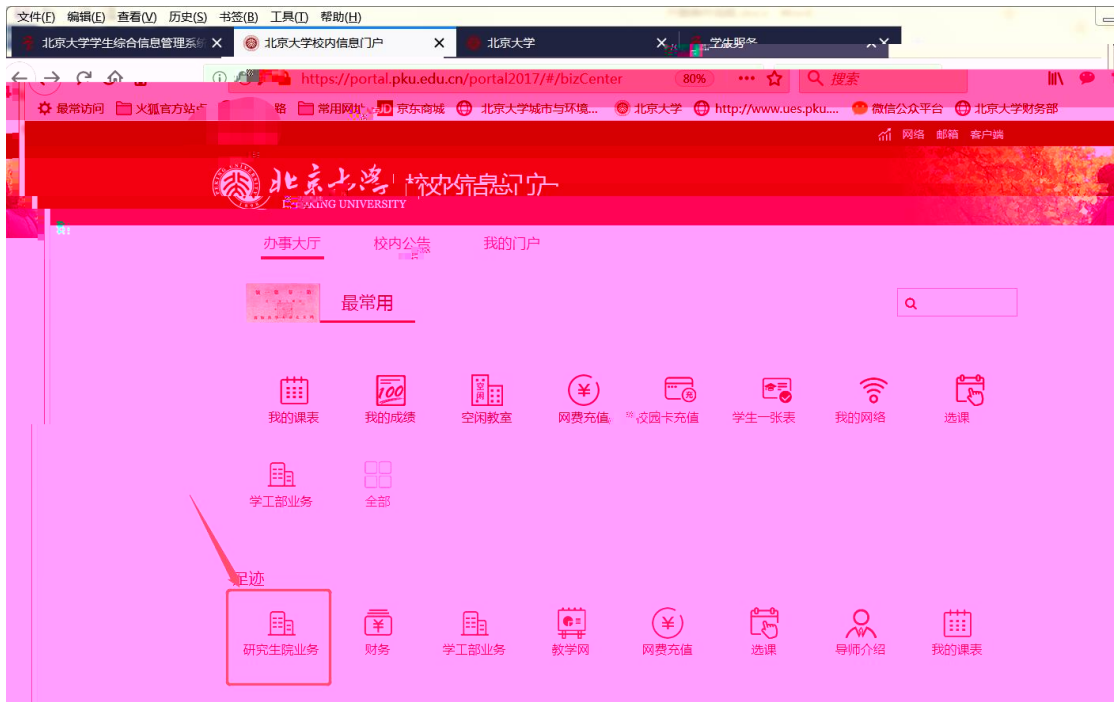 文件(F) 编辑(E) 查看(V) 历史(S) 书签(B) 工具(T) 帮助(H)
北京大学学生综合信息管理系统 × 北京大学校内信息门户 × 北京大学 × ×
https://portal.pku.edu.cn/portal2017/#/bizCenter 80% ••• 搜索
最常访问 火狐官方站点 常用网址 JD 京东商城 北京大学城市与环境... 北京大学 http://www.ues.pku.... 微信公众平台 北京大学财务部
网络 邮箱 客户端
北京大学 校内信息门户
PEKING UNIVERSITY
办事大厅 校内公告 我的门户
最常用
100 空闲
我的课表 我的成绩 空闲教室 网费充值 校园卡充值 学生一张表 我的网络 选课
学工部业务 全部
足迹
研究生院业务 财务 学工部业务 教学网 网费充值 选课 导师介绍 我的课表